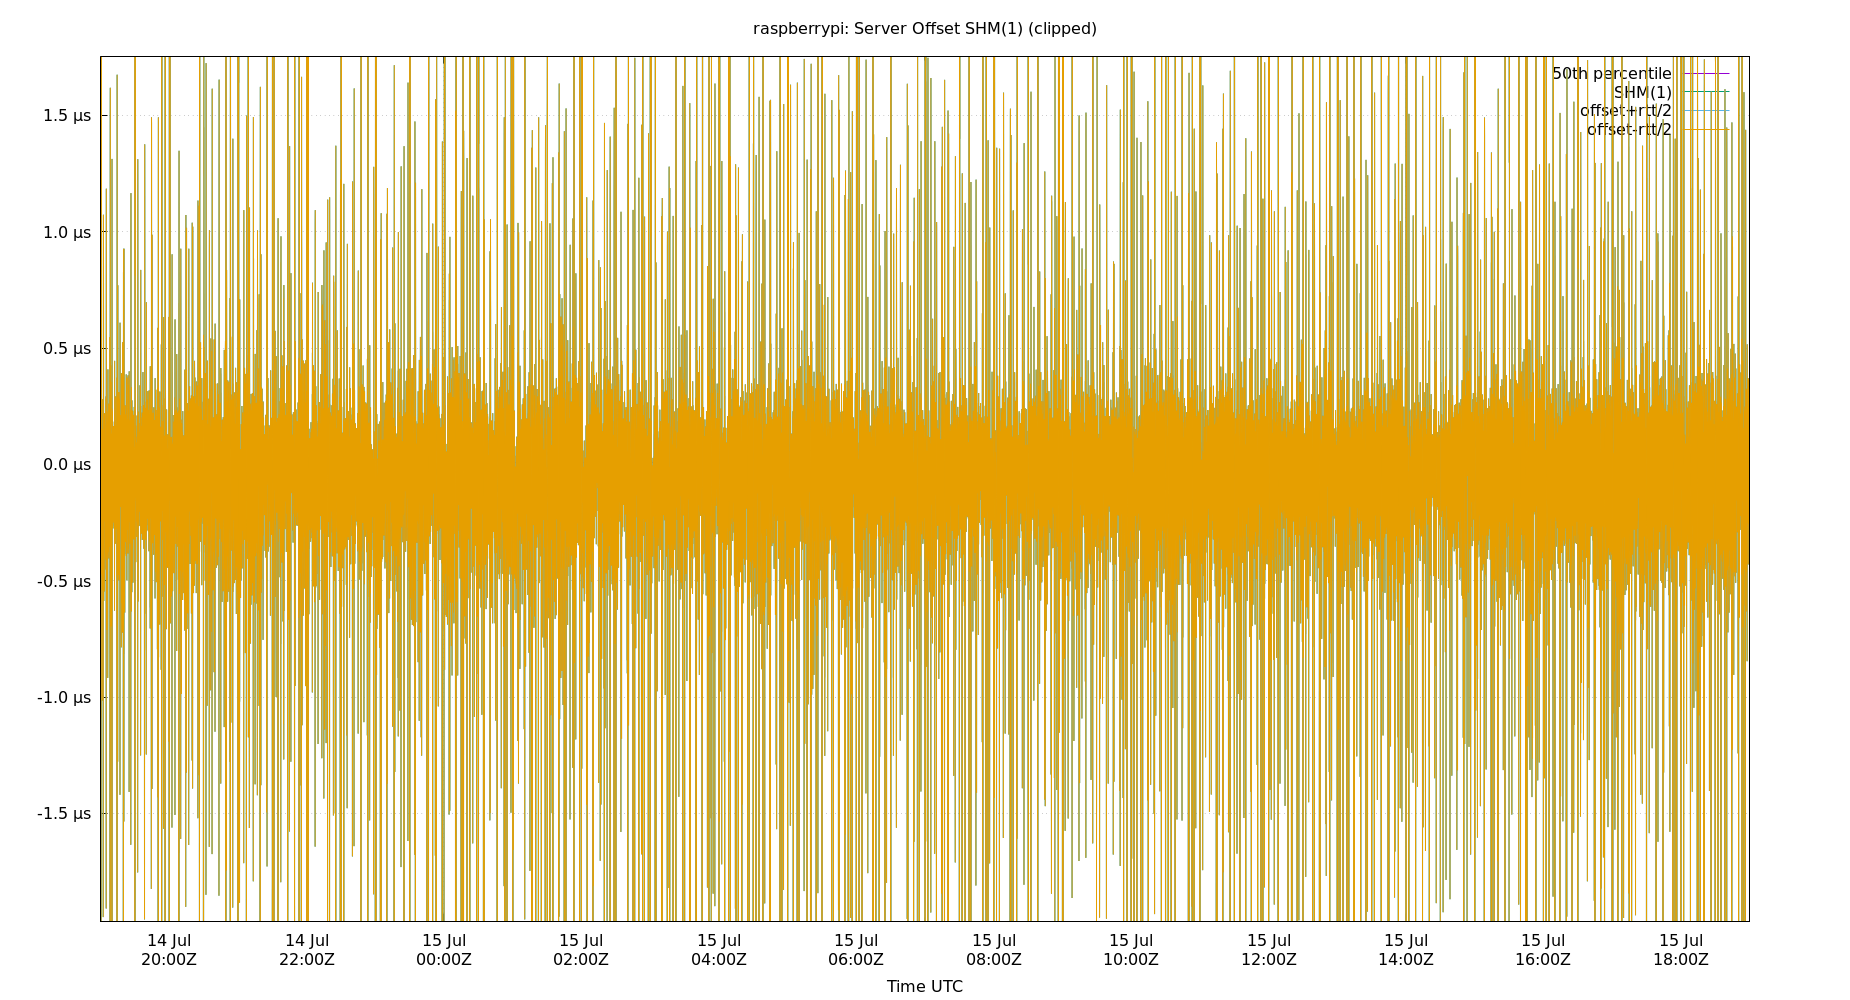 raspberrypi: Server Offset SHM(1) (clipped)
50th percentile
SHM(1)
offset+rtt/2
offset-rtt/2
1.5 µs
1.0 µs
0.5 µs
0.0 µs
-0.5 µs
-1.0 µs
-1.5 µs
14 Jul 14 Jul 15 Jul 15 Jul 15 Jul 15 Jul 15 Jul 15 Jul 15 Jul 15 Jul 15 Jul 15 Jul
20:00Z 22:00Z 00:00Z 02:00Z 04:00Z 06:00Z 08:00Z 10:00Z 12:00Z 14:00Z 16:00Z 18:00Z
Time UTC